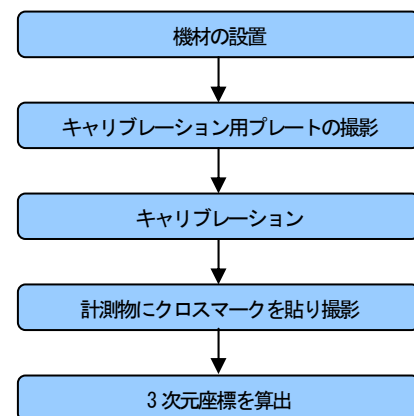 機材の設置
キャリブレーション用プレートの撮影
キャリブレーション
計測物にクロスマークを貼り撮影
3 次元座標を算出